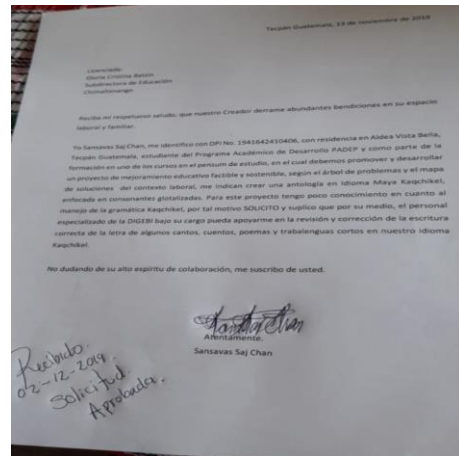 Tecpán Guatemala, 13 de noviembre de 2019
Licenciada
Gloria Cristina
Subdirectora de Educación
Chimaltenango
Reciba mi respetuoso saludo, que nuestro Creador derrame abundantes bendiciones en su espacio
laboral y familiar.
Yo Sansavas Saj Chan, me identifico con DPI No. 1941642410406, con residencia en Aldea Vista Bella,
Tecpán Guatemala, estudiante del Programa Académico de Desarrollo PADEP y como parte de la
formación en uno de los cursos en el pensum de estudio, en el cual debemos promover y desarrollar
un proyecto de mejoramiento educativo factible y sostenible, según el árbol de problemas y el mapa
de soluciones del contexto laboral, me indican crear una antología en Idioma Maya Kaqchikel,
enfocada en consonantes glotalizadas. Para este proyecto tengo poco conocimiento en cuanto al
manejo de la gramática Kaqchikel, por tal motivo SOLICITO y suplico que por su medio, el personal
especializado de la DIGEBI bajo su cargo pueda apoyarme en la revisión y corrección de la escritura
correcta de la letra de algunos cantos, cuentos, poemas y trabalenguas cortos en nuestro idioma
Kaqchikel.
No dudando de su alto espíritu de colaboración, me suscribo de usted.
Atentamente.
Sansavas Saj Chan
Recibido.
02-12-2019.
Solicitud
Aprobada.